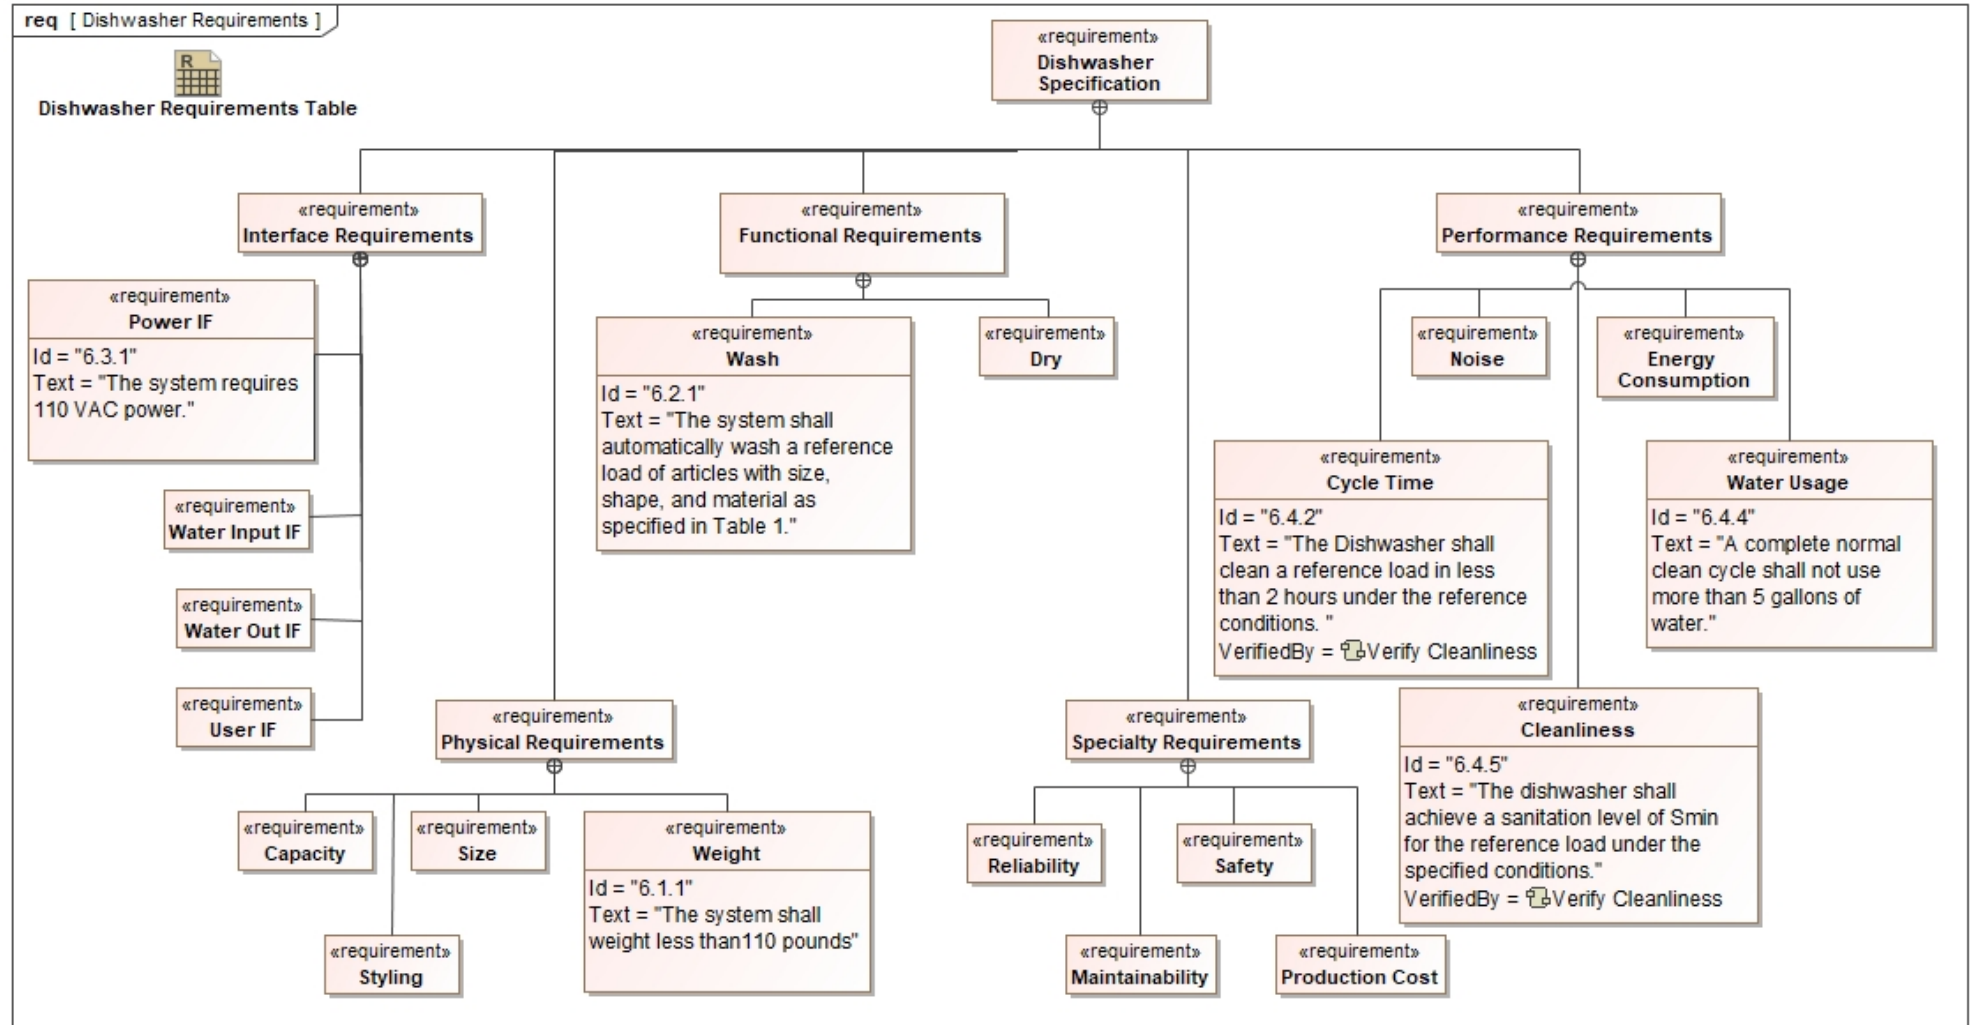 req [ Dishwasher Requirements ]
Dishwasher Requirements Table
«requirement»
Dishwasher
Specification
«requirement»
Interface Requirements
«requirement»
Functional Requirements
«requirement»
Performance Requirements
«requirement»
Power IF
Id = "6.3.1"
Text = "The system requires
110 VAC power."
«requirement»
Water Input IF
«requirement»
Water Out IF
«requirement»
User IF
«requirement»
Wash
Id = "6.2.1"
Text = "The system shall
automatically wash a reference
load of articles with size,
shape, and material as
specified in Table 1."
«requirement»
Dry
«requirement»
Noise
«requirement»
Energy
Consumption
«requirement»
Cycle Time
Id = "6.4.2"
Text = "The Dishwasher shall
clean a reference load in less
than 2 hours under the reference
conditions. "
VerifiedBy = Verify Cleanliness
«requirement»
Water Usage
Id = "6.4.4"
Text = "A complete normal
clean cycle shall not use
more than 5 gallons of
water."
«requirement»
Physical Requirements
«requirement»
Capacity
«requirement»
Size
«requirement»
Weight
Id = "6.1.1"
Text = "The system shall
weight less than110 pounds"
«requirement»
Styling
«requirement»
Specialty Requirements
«requirement»
Reliability
«requirement»
Safety
«requirement»
Maintainability
«requirement»
Production Cost
«requirement»
Cleanliness
Id = "6.4.5"
Text = "The dishwasher shall
achieve a sanitation level of Smin
for the reference load under the
specified conditions."
VerifiedBy = Verify Cleanliness